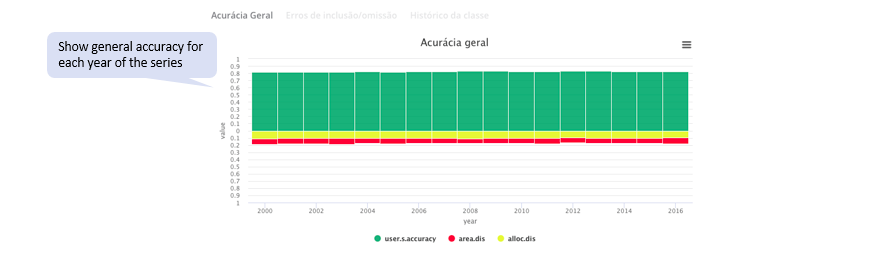 Acurácia Geral Erros de inclusão/omissão Histórico da classe
Show general accuracy for
each year of the series
Acurácia geral
1
0.9
0.8
0.7
0.6
0.5
0.4
0.3
0.2
0.1
0
0.1
0.2
0.3
0.4
0.5
0.6
0.7
0.8
0.9
1
value
2000 2002 2004 2006 2008 2010 2012 2014 2016
year
user.s.accuracy area.dis alloc.dis